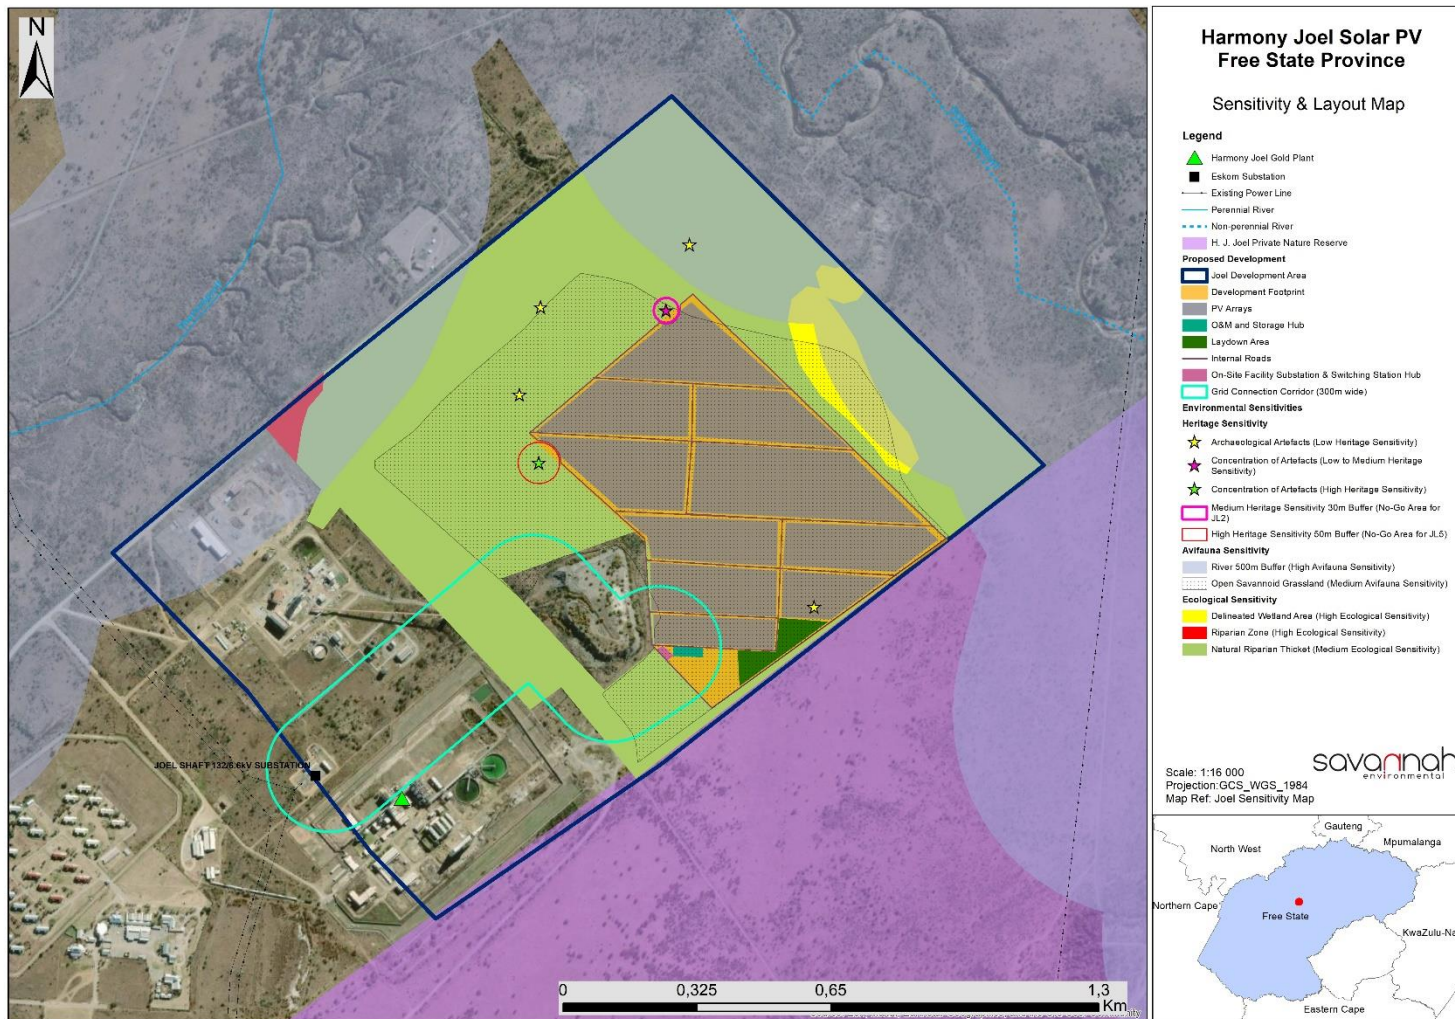 N
JOEL SHAFT 132/6.6kV SUBSTATION
0
0,325
0,65
1,3
Km
Harmony Joel Solar PV
Free State Province
Sensitivity & Layout Map
Legend
Harmony Joel Gold Plant
Eskom Substation
Existing Power Line
Perennial River
Non-perennial River
H. J. Joel Private Nature Reserve
Proposed Development
Joel Development Area
Development Footprint
PV Arrays
O&M and Storage Hub
Laydown Area
Internal Roads
On-Site Facility Substation & Switching Station Hub
Grid Connection Corridor (300m wide)
Environmental Sensitivities
Heritage Sensitivity
Archaeological Artefacts (Low Heritage Sensitivity)
Concentration of Artefacts (Low to Medium Heritage
Sensitivity)
Concentration of Artefacts (High Heritage Sensitivity)
Medium Heritage Sensitivity 30m Buffer (No-Go Area for
JL2)
High Heritage Sensitivity 50m Buffer (No-Go Area for JL5)
Avifauna Sensitivity
River 500m Buffer (High Avifauna Sensitivity)
Open Savannoid Grassland (Medium Avifauna Sensitivity)
Ecological Sensitivity
Delineated Wetland Area (High Ecological Sensitivity)
Riparian Zone (High Ecological Sensitivity)
Natural Riparian Thicket (Medium Ecological Sensitivity)
savannah
environmental
Scale: 1:16 000
Projection:GCS_WGS_1984
Map Ref: Joel Sensitivity Map
Gauteng
North West
Mpumalanga
Northern Cape
Free State
KwaZulu-Na
Eastern Cape